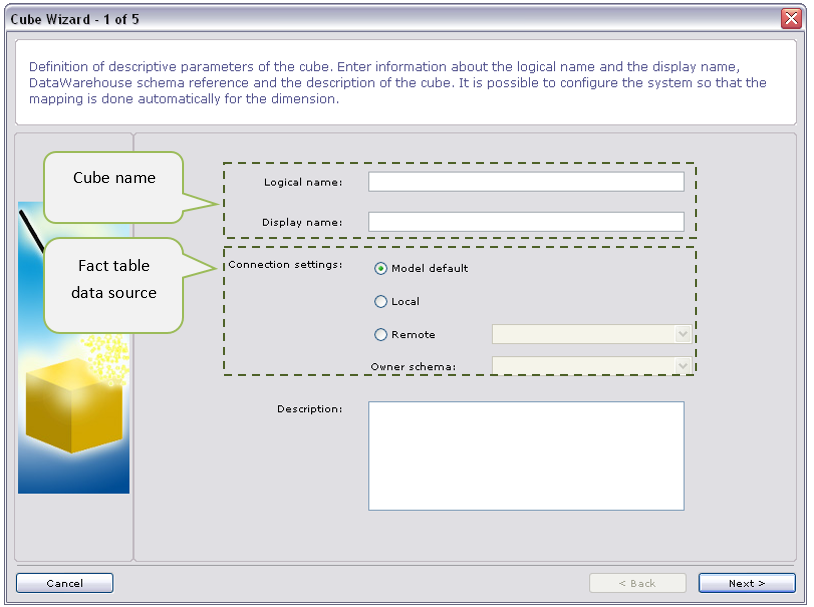 Cube Wizard - 1 of 5
Definition of descriptive parameters of the cube. Enter information about the logical name and the display name,
DataWarehouse schema reference and the description of the cube. It is possible to configure the system so that the
mapping is done automatically for the dimension.
Cube name
Logical name:
Display name:
Fact table
data source
Connection settings:
Model default
Local
Remote
Owner schema:
Description:
Cancel
< Back
Next >